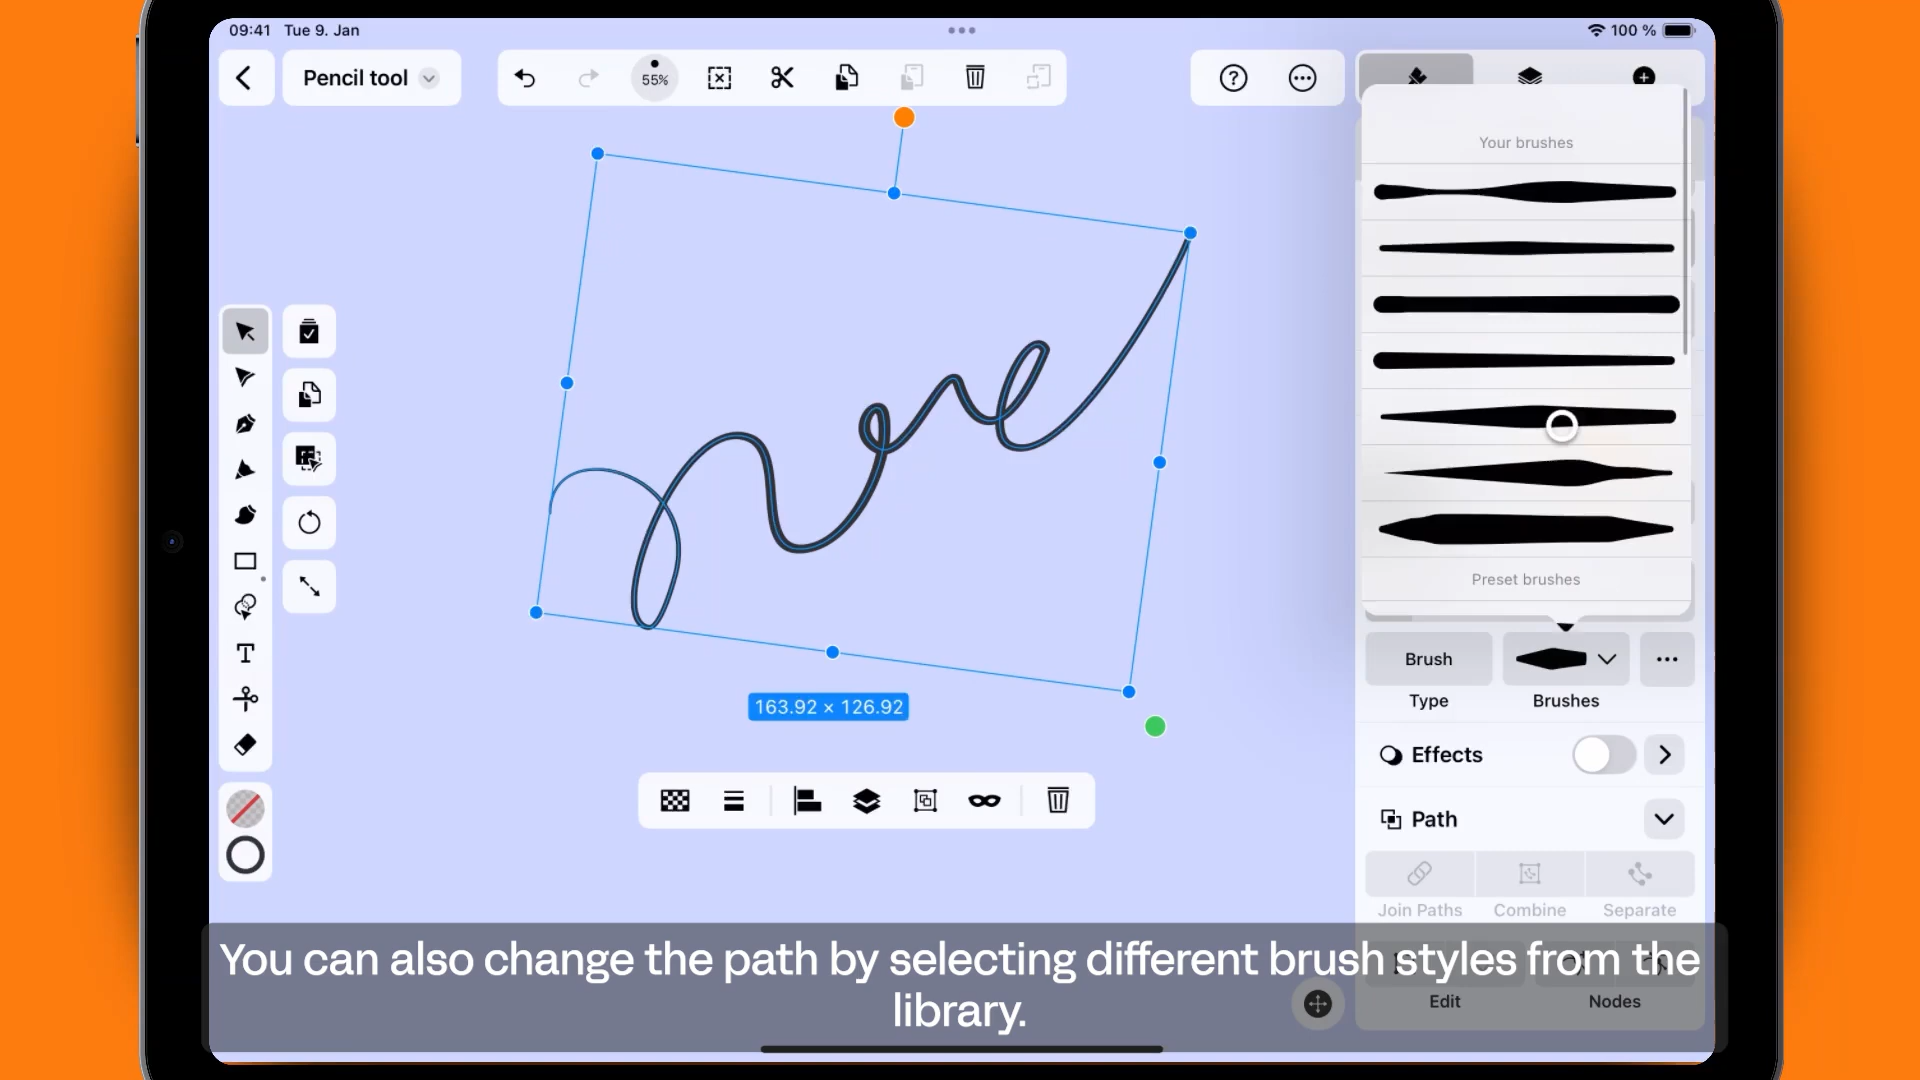 09:41 Tue 9. Jan
100 %
Pencil tool
55%
Your brushes
Preset brushes
Brush
Type
Brushes
163.92 × 126.92
Effects
Path
Join Paths
Combine
Separate
Edit
Nodes
You can also change the path by selecting different brush styles from the
library.